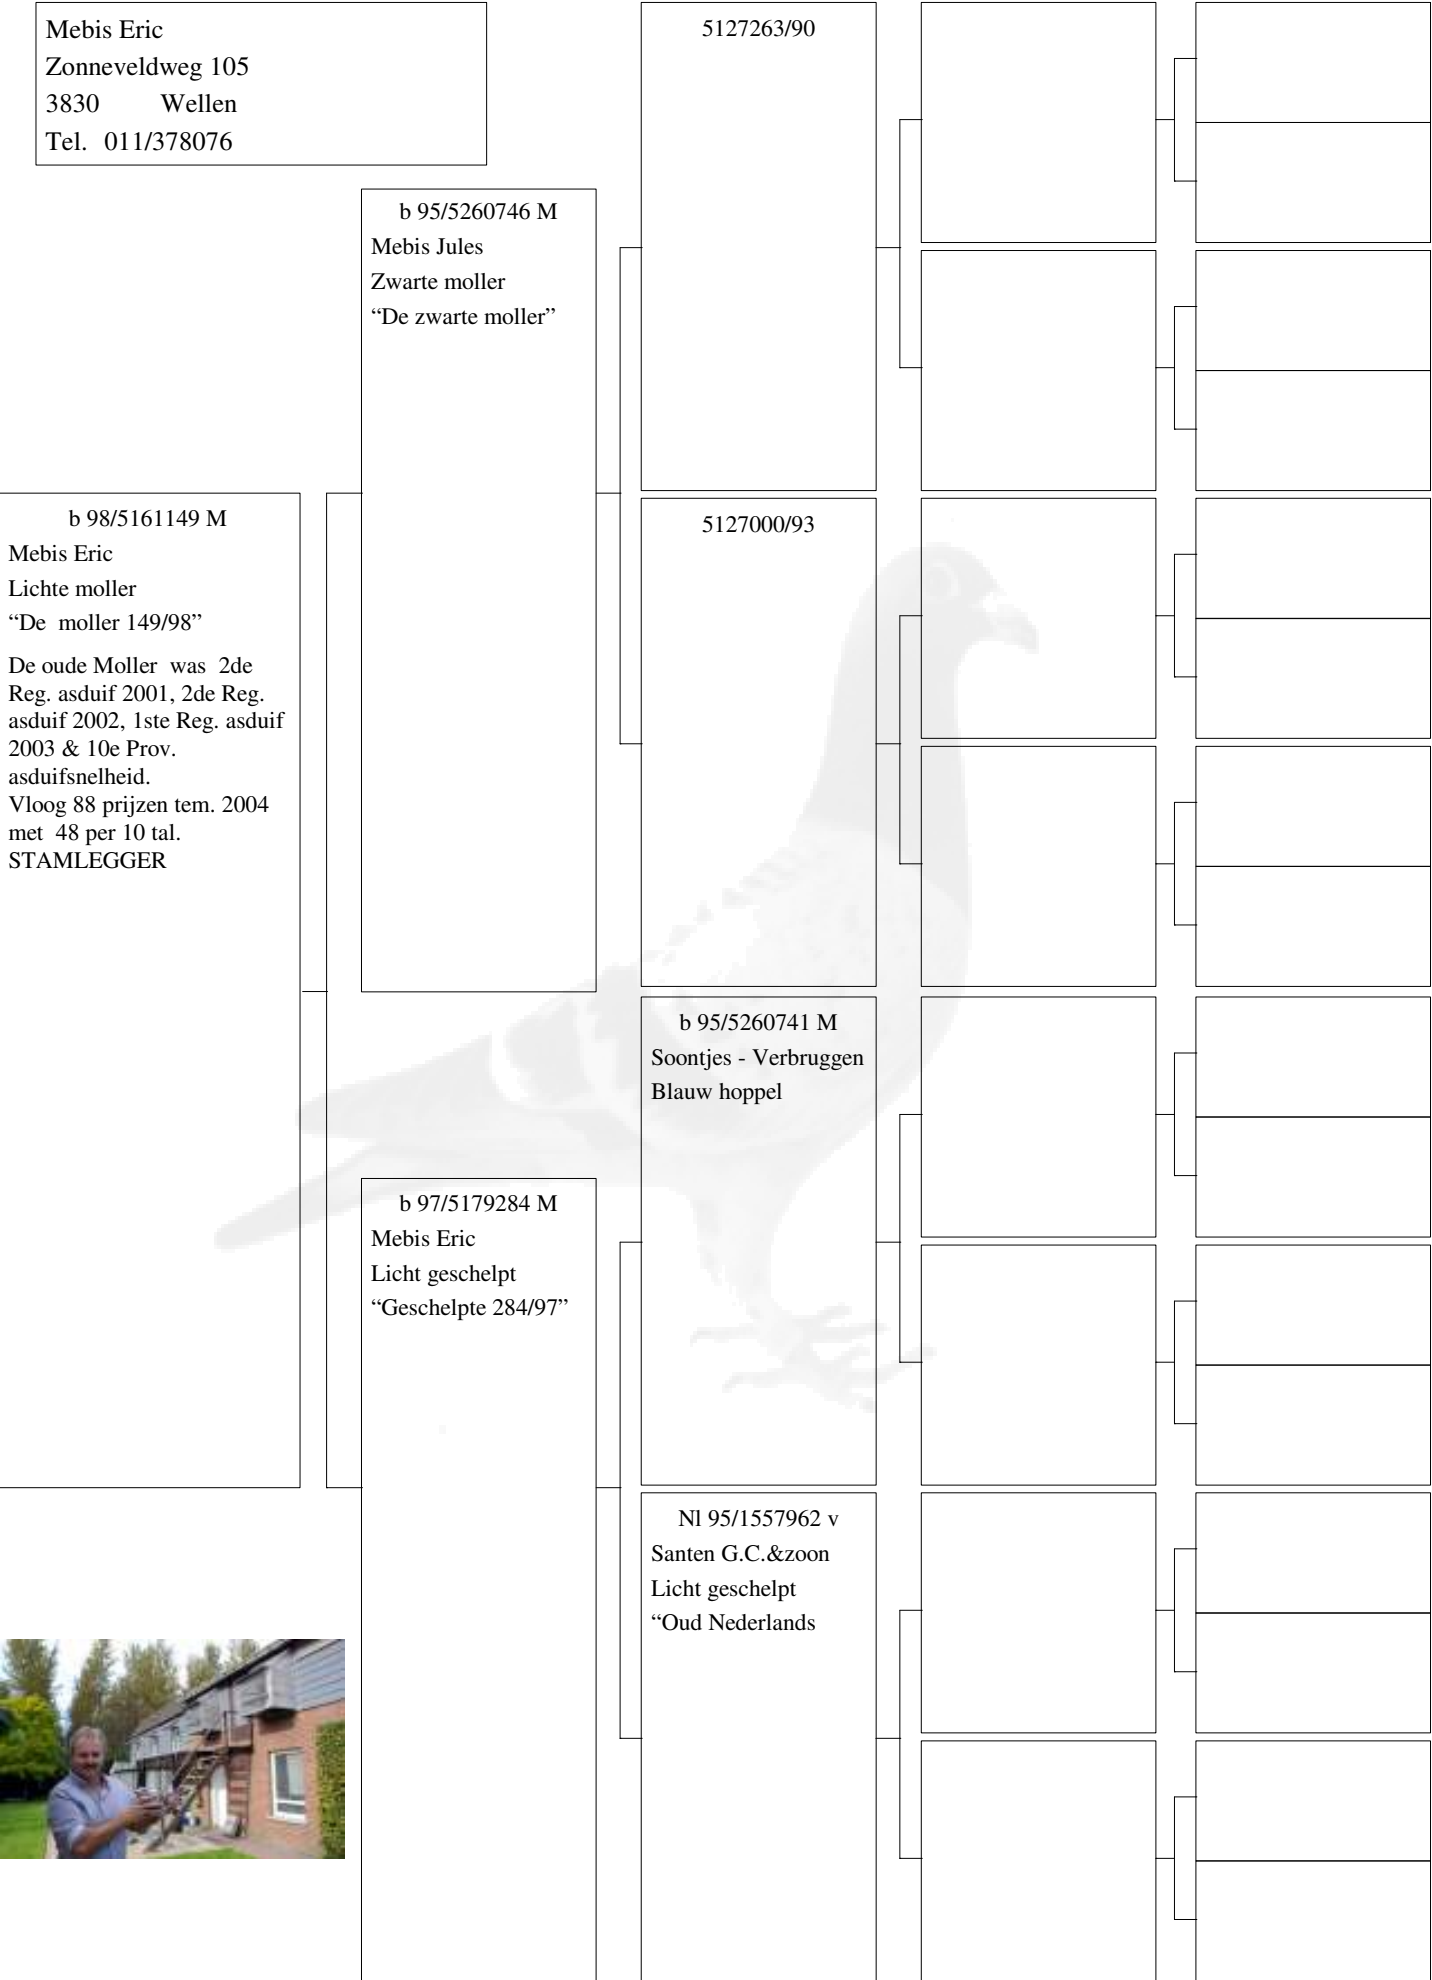 Mebis Eric
Zonneveldweg 105
3830 Wellen
Tel. 011/378076
b 98/5161149 M
Mebis Eric
Lichte moller
“De moller 149/98”
De oude Moller was 2de
Reg. asduif 2001, 2de Reg.
asduif 2002, 1ste Reg. asduif
2003 & 10e Prov.
asduifsnelheid.
Vloog 88 prijzen tem. 2004
met 48 per 10 tal.
STAMLEGGER
b 95/5260746 M
Mebis Jules
Zwarte moller
“De zwarte moller”
b 97/5179284 M
Mebis Eric
Licht geschelpt
“Geschelpte 284/97”
5127263/90
5127000/93
b 95/5260741 M
Soontjes - Verbruggen
Blauw hoppel
Nl 95/1557962 v
Santen G.C.&zoon
Licht geschelpt
“Oud Nederlands